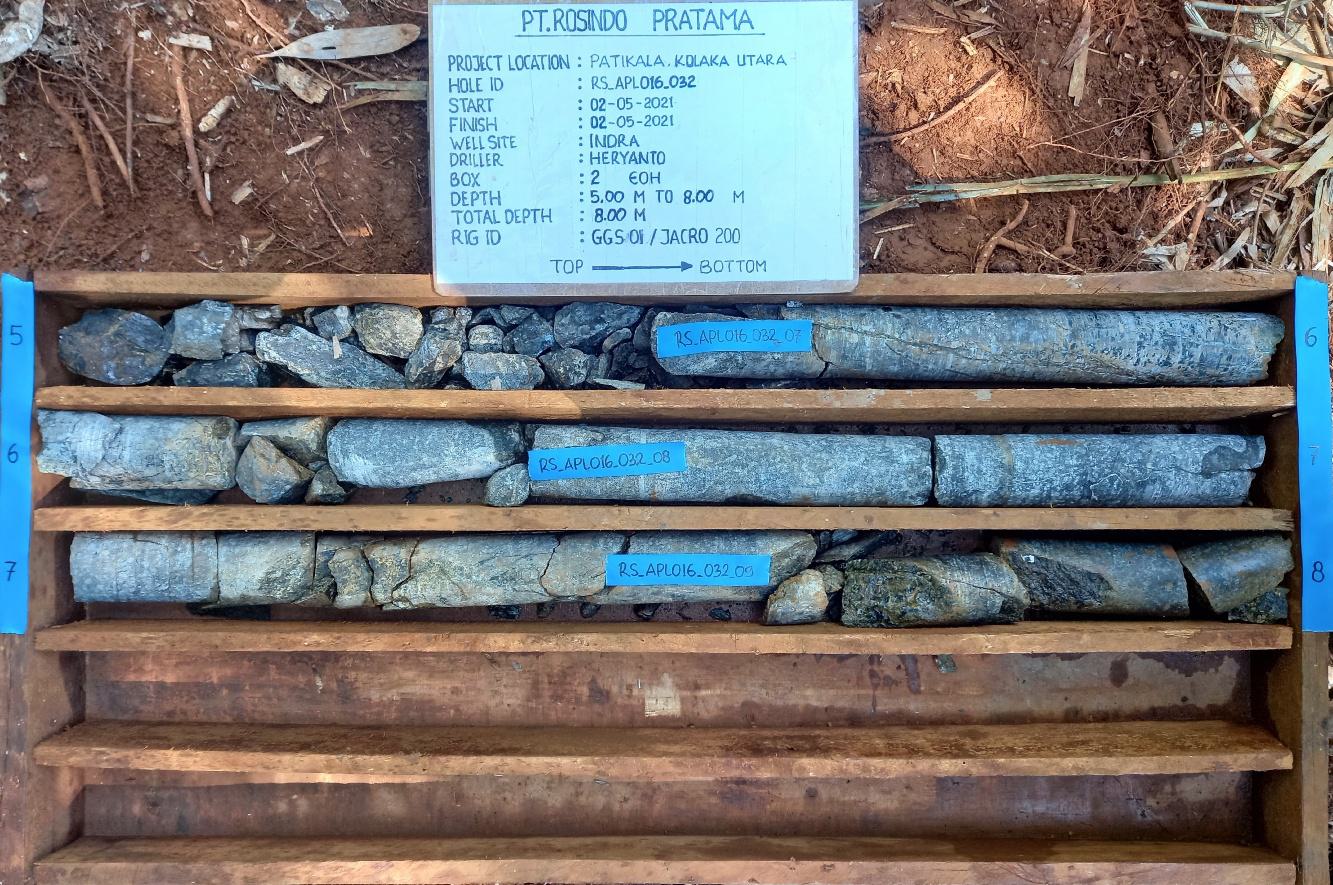 PT.ROSINDO PRATAMA
PROJECT LOCATION : PATIKALA, KOLAKA UTARA
HOLE ID : RS_APL016_032
START : 02-05-2021
FINISH : 02-05-2021
WELLSITE : INDRA
DRILLER : HERYANTO
BOX : 2 EOH
DEPTH : 5.00 M TO 8.00 M
TOTAL DEPTH : 8.00 M
RIG ID : GGS 01 / JACRO 200
TOP BOTTOM
5
RS_APL016_032_07
6
6
RS_APL016_032_08
7
7
RS_APL016_032_09
8